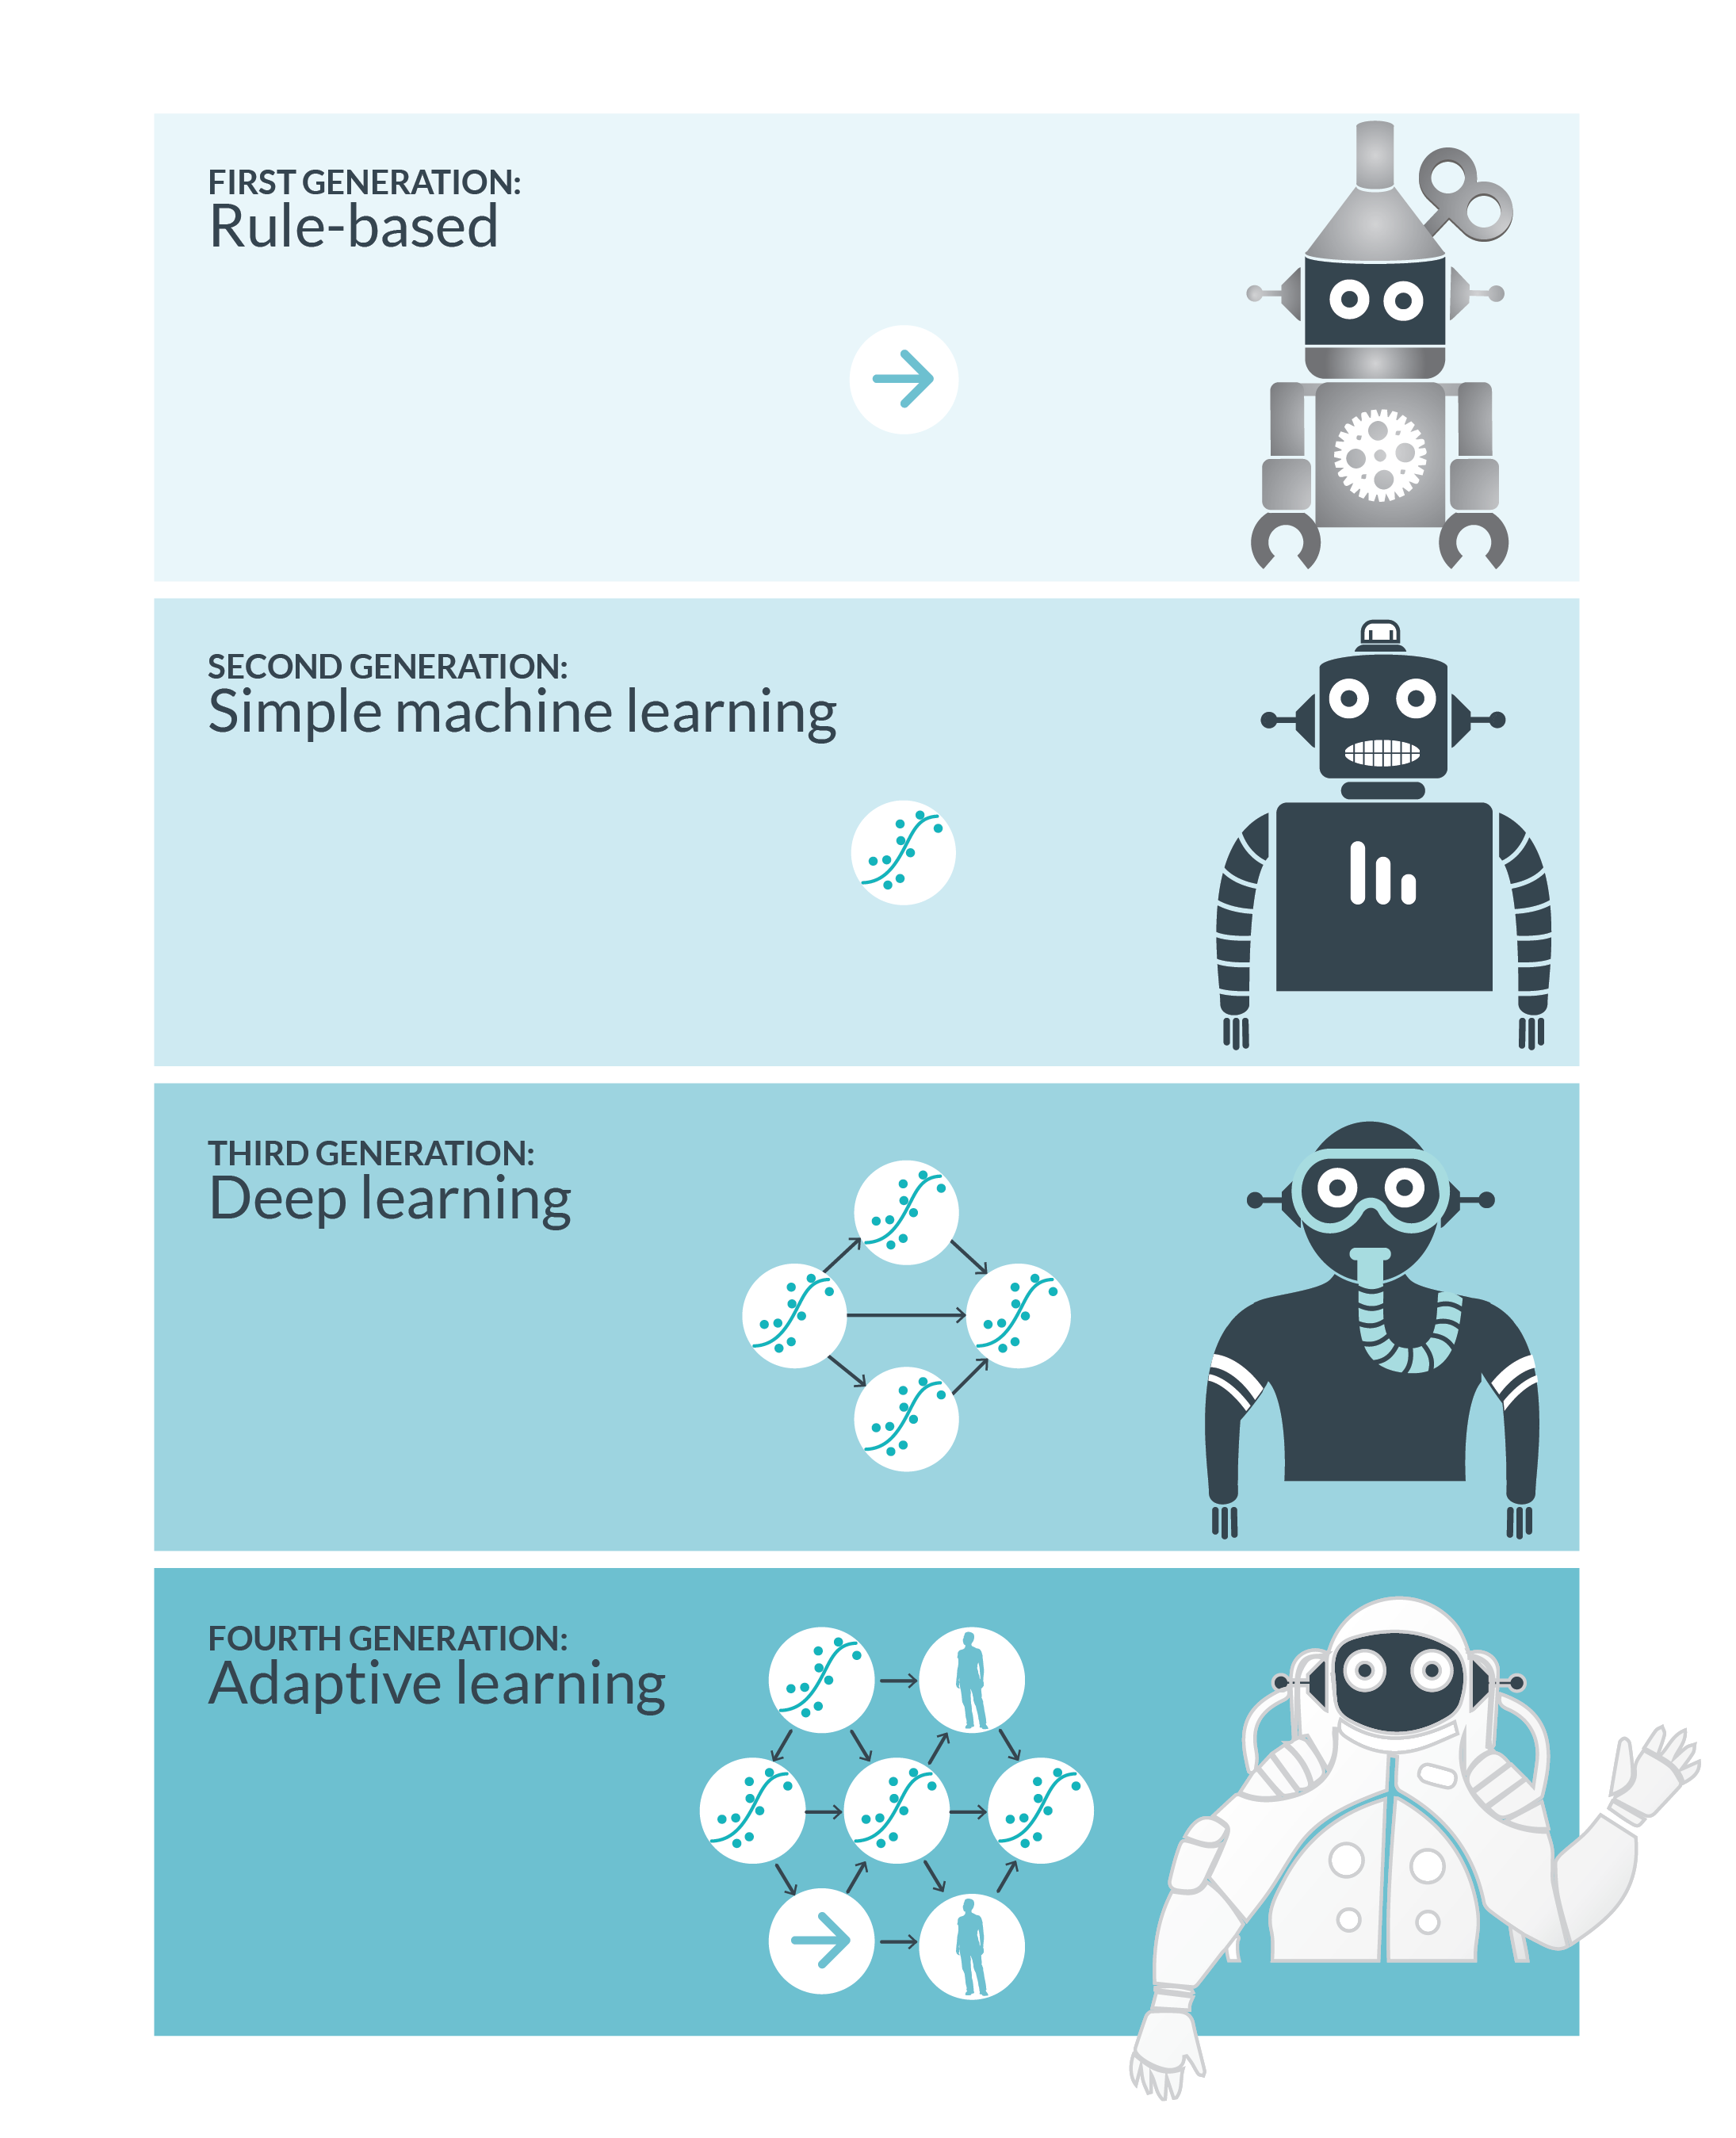 FIRST GENERATION:
Rule-based
SECOND GENERATION:
Simple machine learning
THIRD GENERATION:
Deep learning
FOURTH GENERATION:
Adaptive learning